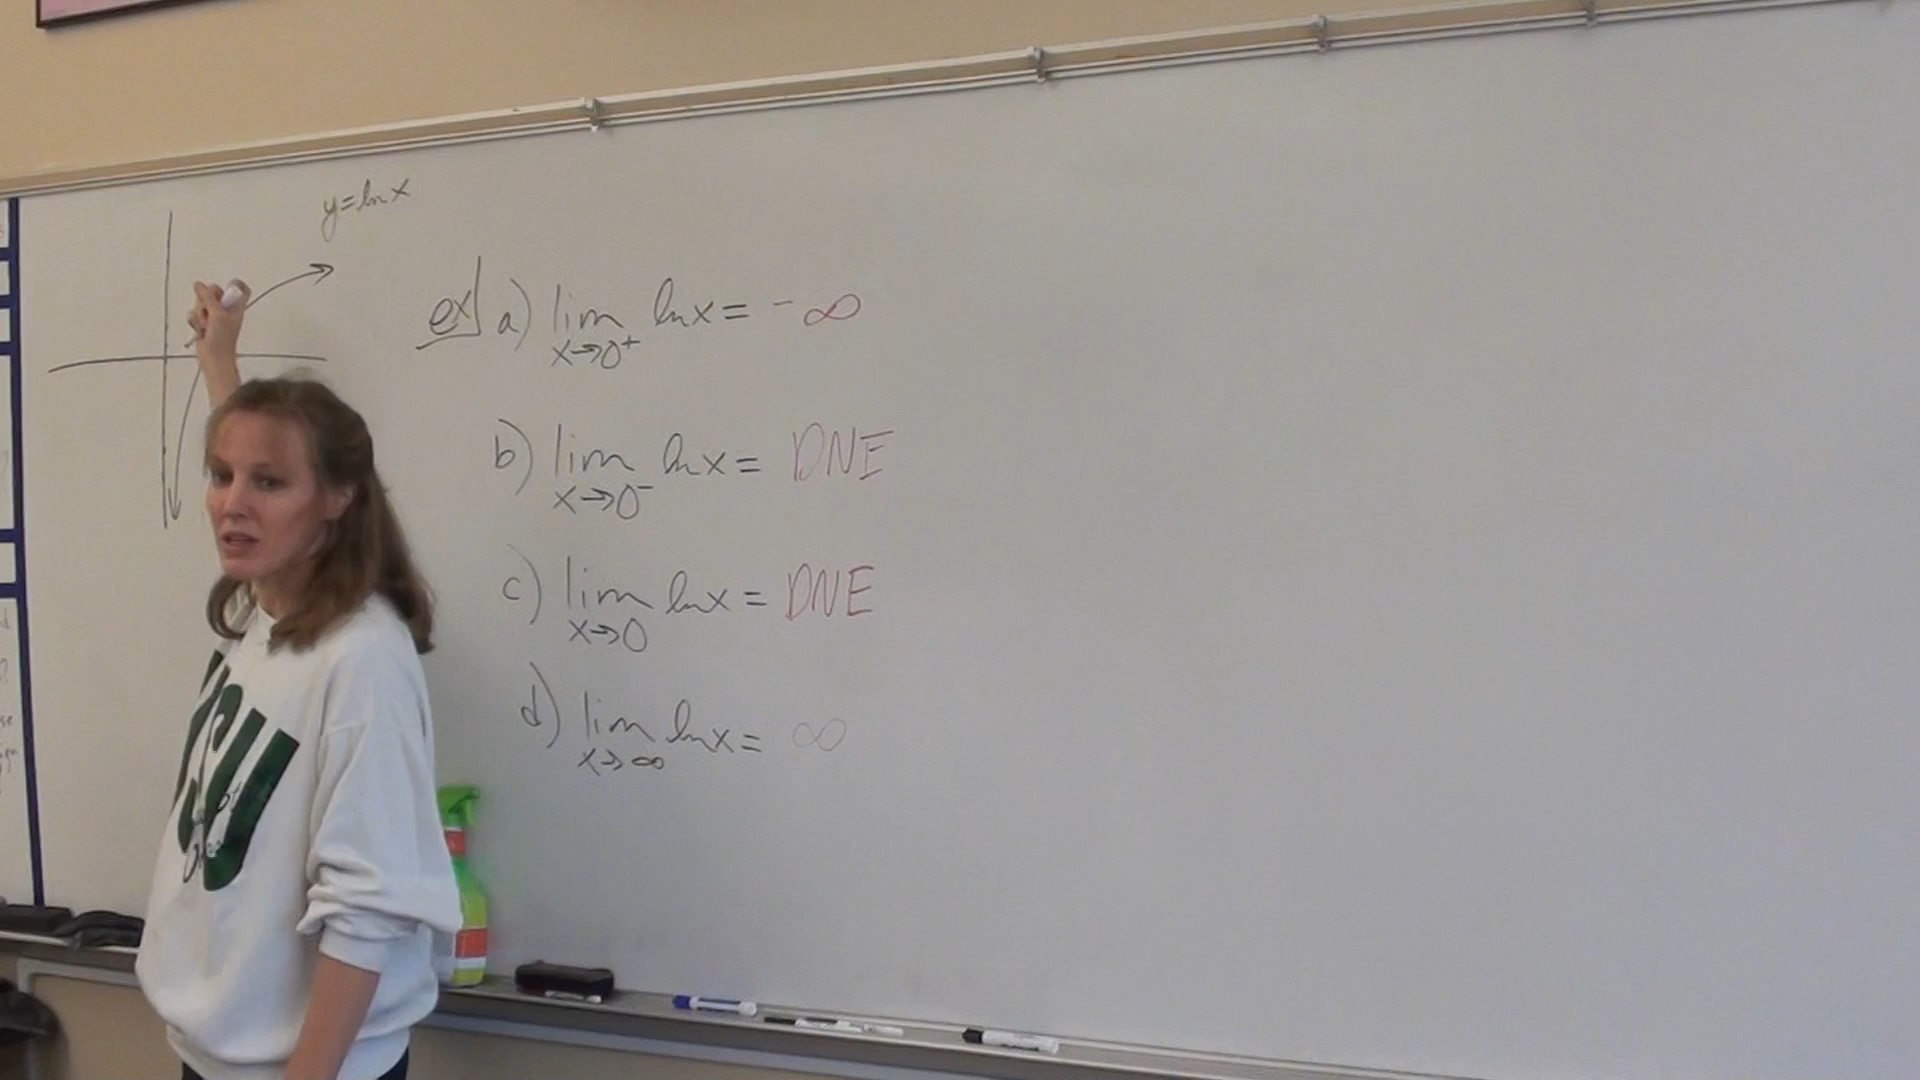 y=ln x
ex a) lim ln x = -∞
x→0⁺
b) lim ln x = DNE
x→0⁻
c) lim ln x = DNE
x→0
d) lim ln x = ∞
x→∞